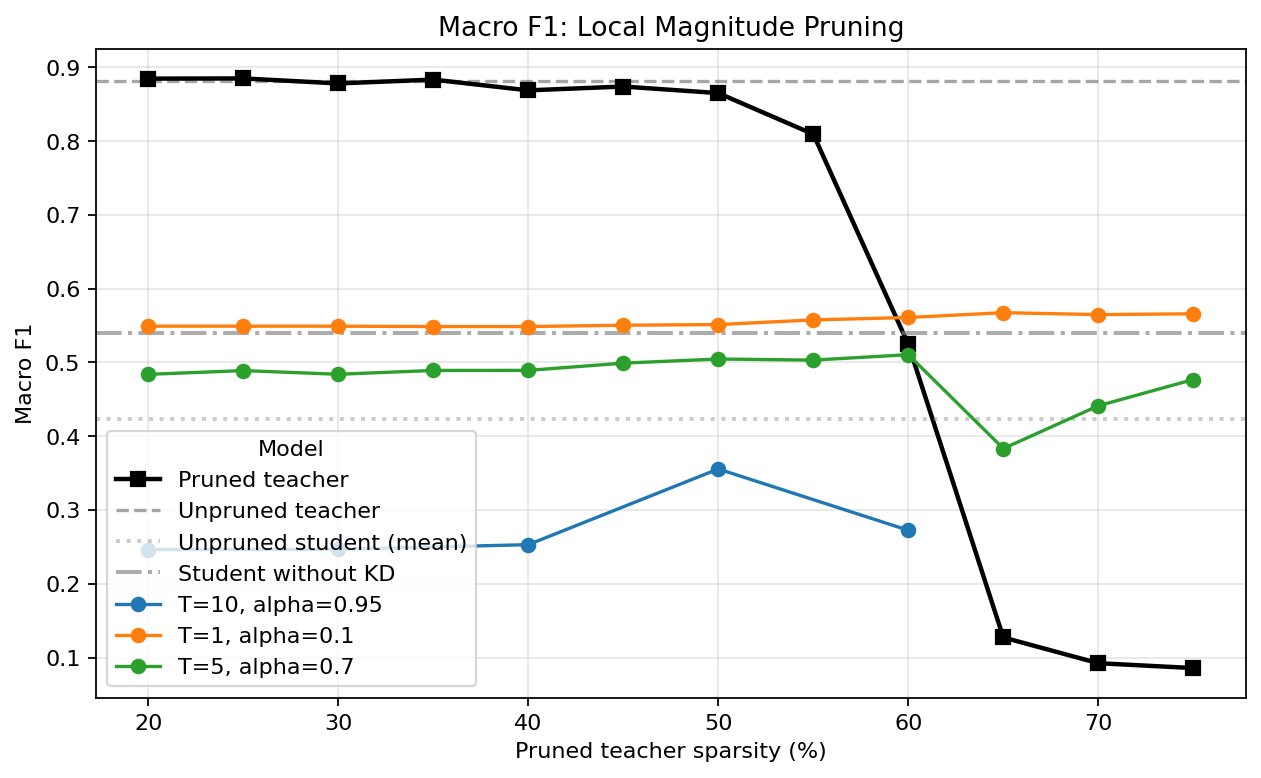 Macro F1: Local Magnitude Pruning
Macro F1
0.9
0.8
0.7
0.6
0.5
0.4
0.3
0.2
0.1
Model
Pruned teacher
Unpruned teacher
Unpruned student (mean)
Student without KD
T=10, alpha=0.95
T=1, alpha=0.1
T=5, alpha=0.7
20 30 40 50 60 70
Pruned teacher sparsity (%)